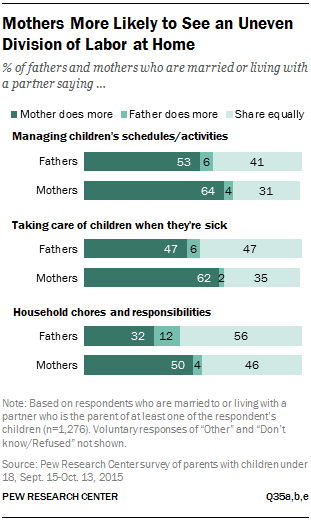 Mothers More Likely to See an Uneven
Division of Labor at Home
% of fathers and mothers who are married or living with
a partner saying ...
Mother does more Father does more Share equally
Managing children's schedules/activities
Fathers 53 6 41
Mothers 64 4 31
Taking care of children when they're sick
Fathers 47 6 47
Mothers 62 2 35
Household chores and responsibilities
Fathers 32 12 56
Mothers 50 4 46
Note: Based on respondents who are married to or living with a
partner who is the parent of at least one of the respondent's
children (n=1,276). Voluntary responses of "Other" and "Don't
know/Refused" not shown.
Source: Pew Research Center survey of parents with children under
18, Sept. 15-Oct. 13, 2015
PEW RESEARCH CENTER Q35a,b,e